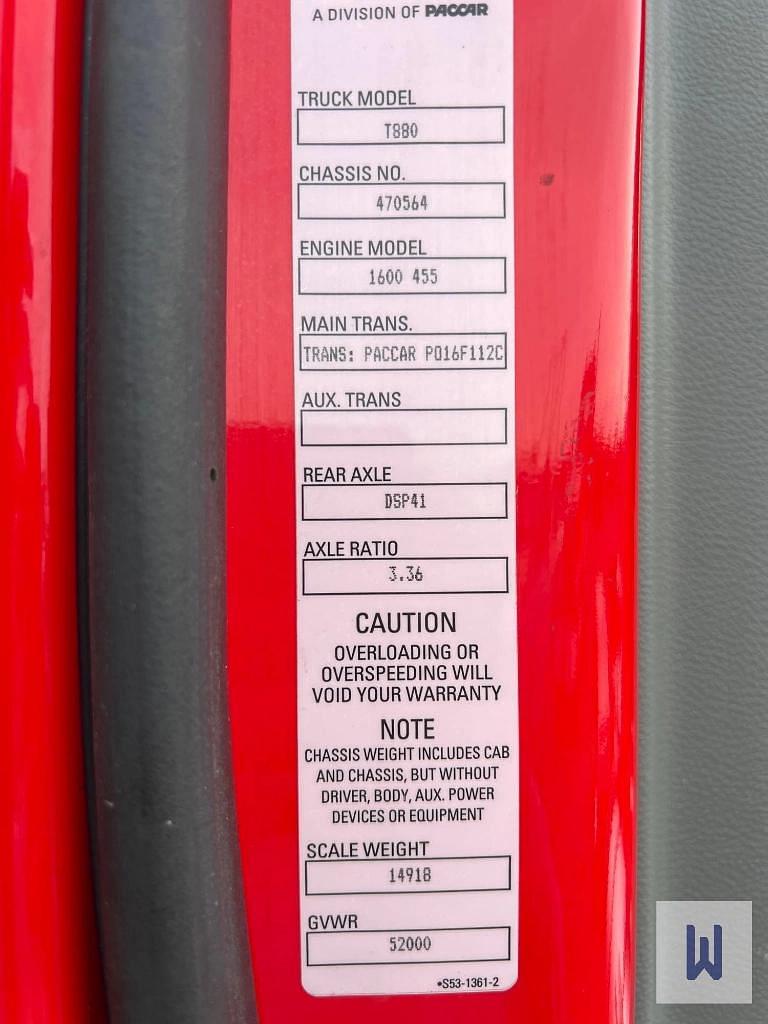 A DIVISION OF PACCAR
TRUCK MODEL
T880
CHASSIS NO.
470564
ENGINE MODEL
1600 455
MAIN TRANS.
TRANS: PACCAR PO16F112C
AUX. TRANS
REAR AXLE
DSP41
AXLE RATIO
3.36
CAUTION
OVERLOADING OR
OVERSPEEDING WILL
VOID YOUR WARRANTY
NOTE
CHASSIS WEIGHT INCLUDES CAB
AND CHASSIS, BUT WITHOUT
DRIVER, BODY, AUX. POWER
DEVICES OR EQUIPMENT
SCALE WEIGHT
14918
GVWR
52000
•S53-1361-2
W